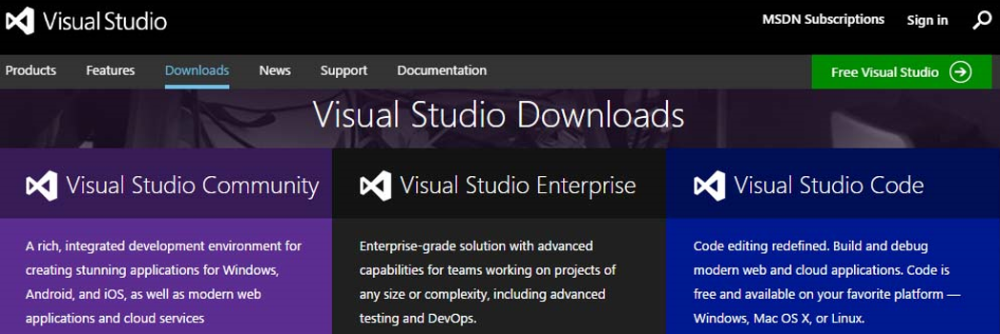 Visual Studio
MSDN Subscriptions Sign in
Products Features Downloads News Support Documentation
Free Visual Studio
Visual Studio Downloads
Visual Studio Community
A rich, integrated development environment for
creating stunning applications for Windows,
Android, and iOS, as well as modern web
applications and cloud services
Visual Studio Enterprise
Enterprise-grade solution with advanced
capabilities for teams working on projects of
any size or complexity, including advanced
testing and DevOps.
Visual Studio Code
Code editing redefined. Build and debug
modern web and cloud applications. Code is
free and available on your favorite platform —
Windows, Mac OS X, or Linux.